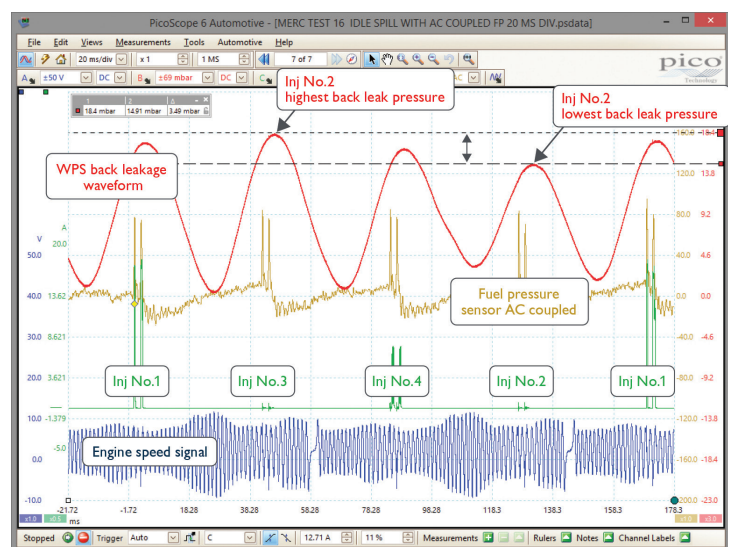 PicoScope 6 Automotive - [MERC TEST 16 IDLE SPILL WITH AC COUPLED FP 20 MS DIV.psdata]
File Edit Views Measurements Tools Automotive Help
20 ms/div x 1 1 MS 7 of 7
pico
Technology
A ±50 V DC B ±69 mbar DC C
1 2 Δ
18.4 mbar 14.91 mbar 3.49 mbar
Inj No.2
highest back leak pressure
Inj No.2
lowest back leak pressure
WPS back leakage
waveform
160.0 18.4
120.0 13.8
80.0 9.2
40.0 4.6
0.0 0.0
-40.0 -4.6
-80.0 -9.2
-120.0 -13.8
-160.0 -18.4
-200.0 -23.0
A
V 20.0
50.0
40.0 13.62
30.0 8.621
20.0 3.621
10.0 -1.379
0.0 -5.0
-10.0
Fuel pressure
sensor AC coupled
Inj No.1 Inj No.3 Inj No.4 Inj No.2 Inj No.1
Engine speed signal
-21.72 -1.72 18.28 38.28 58.28 78.28 98.28 118.3 138.3 158.3 178.3
ms
x1.0
Stopped Trigger Auto C 12.71 A 11 % Measurements Rulers Notes Channel Labels